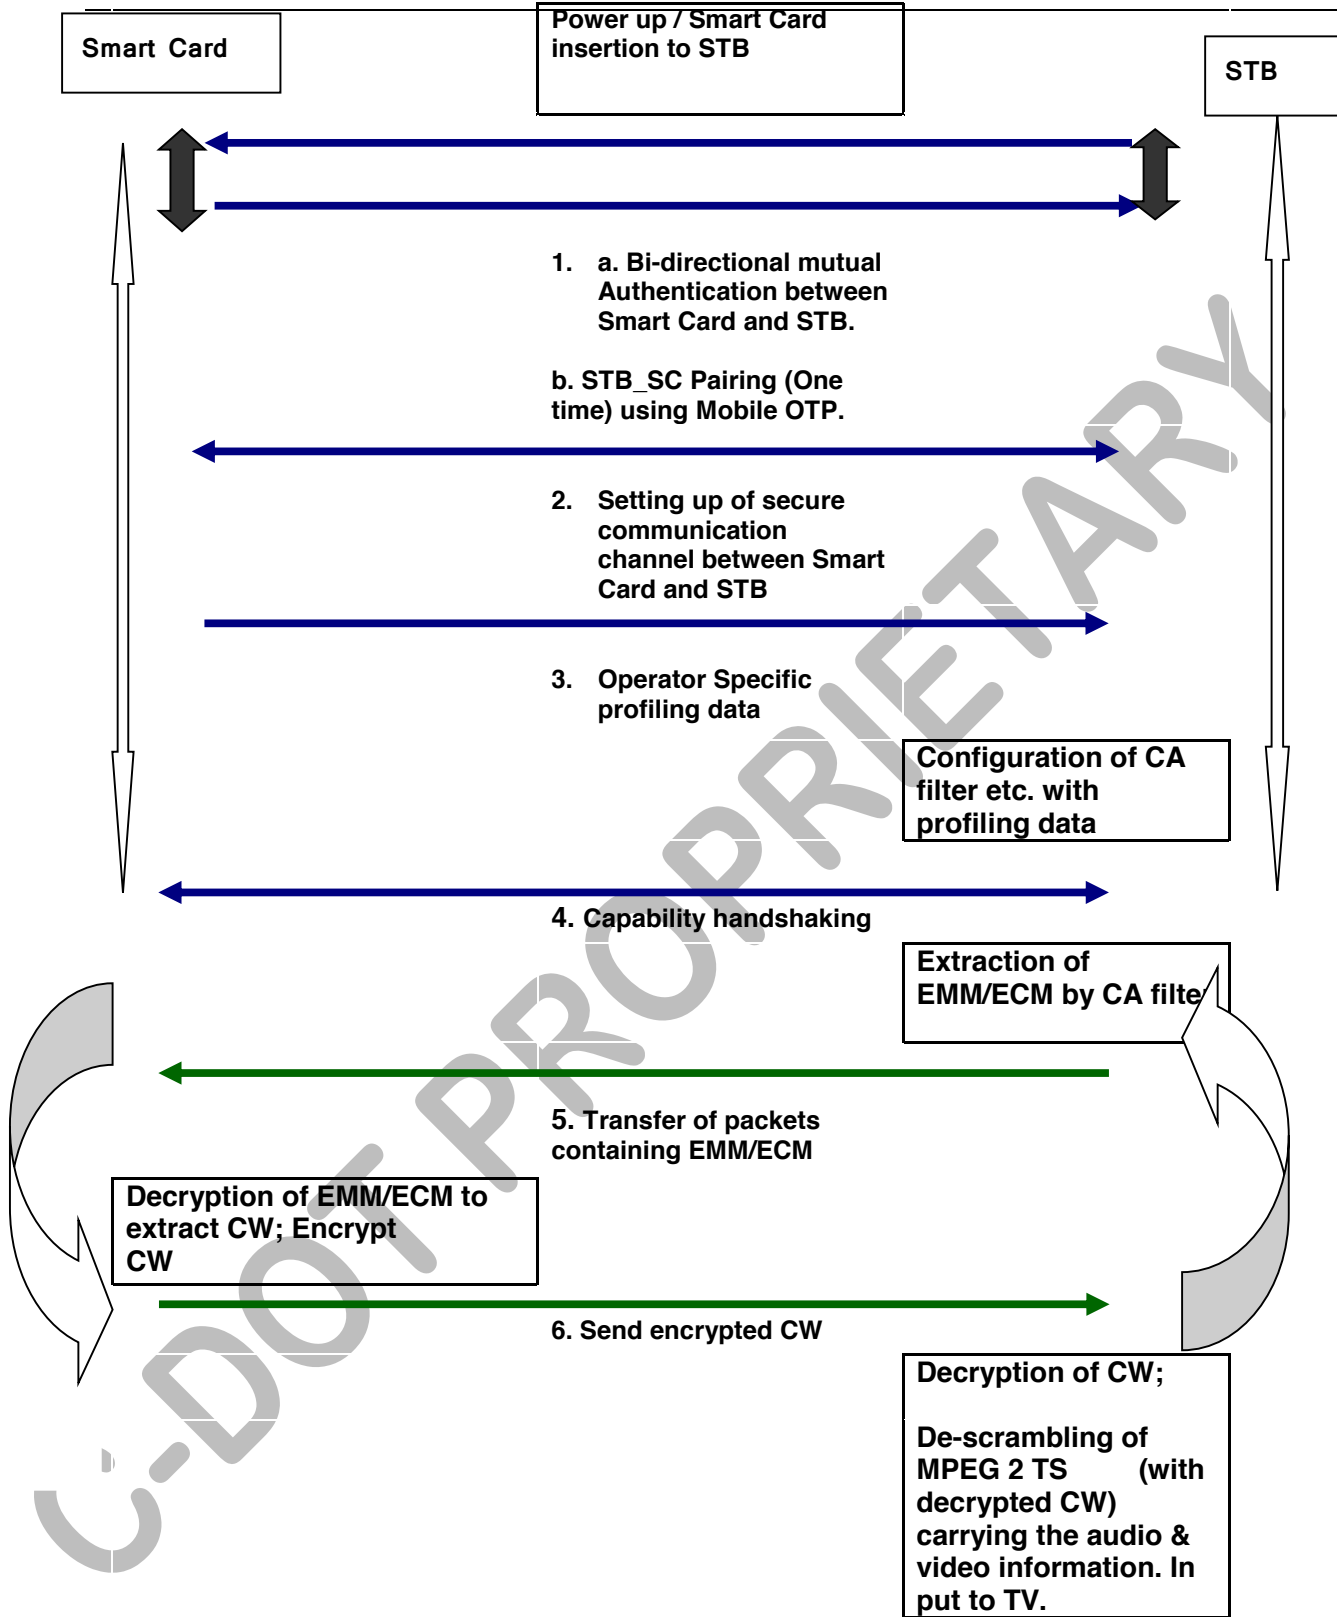 Power up / Smart Card
insertion to STB
Smart Card
STB
1. a. Bi-directional mutual
Authentication between
Smart Card and STB.
b. STB_SC Pairing (One
time) using Mobile OTP.
2. Setting up of secure
communication
channel between Smart
Card and STB
3. Operator Specific
profiling data
Configuration of CA
filter etc. with
profiling data
4. Capability handshaking
Extraction of
EMM/ECM by CA filter
5. Transfer of packets
containing EMM/ECM
Decryption of EMM/ECM to
extract CW; Encrypt
CW
6. Send encrypted CW
Decryption of CW;
De-scrambling of
MPEG 2 TS (with
decrypted CW)
carrying the audio &
video information. In
put to TV.
C-DOT PROPRIETARY